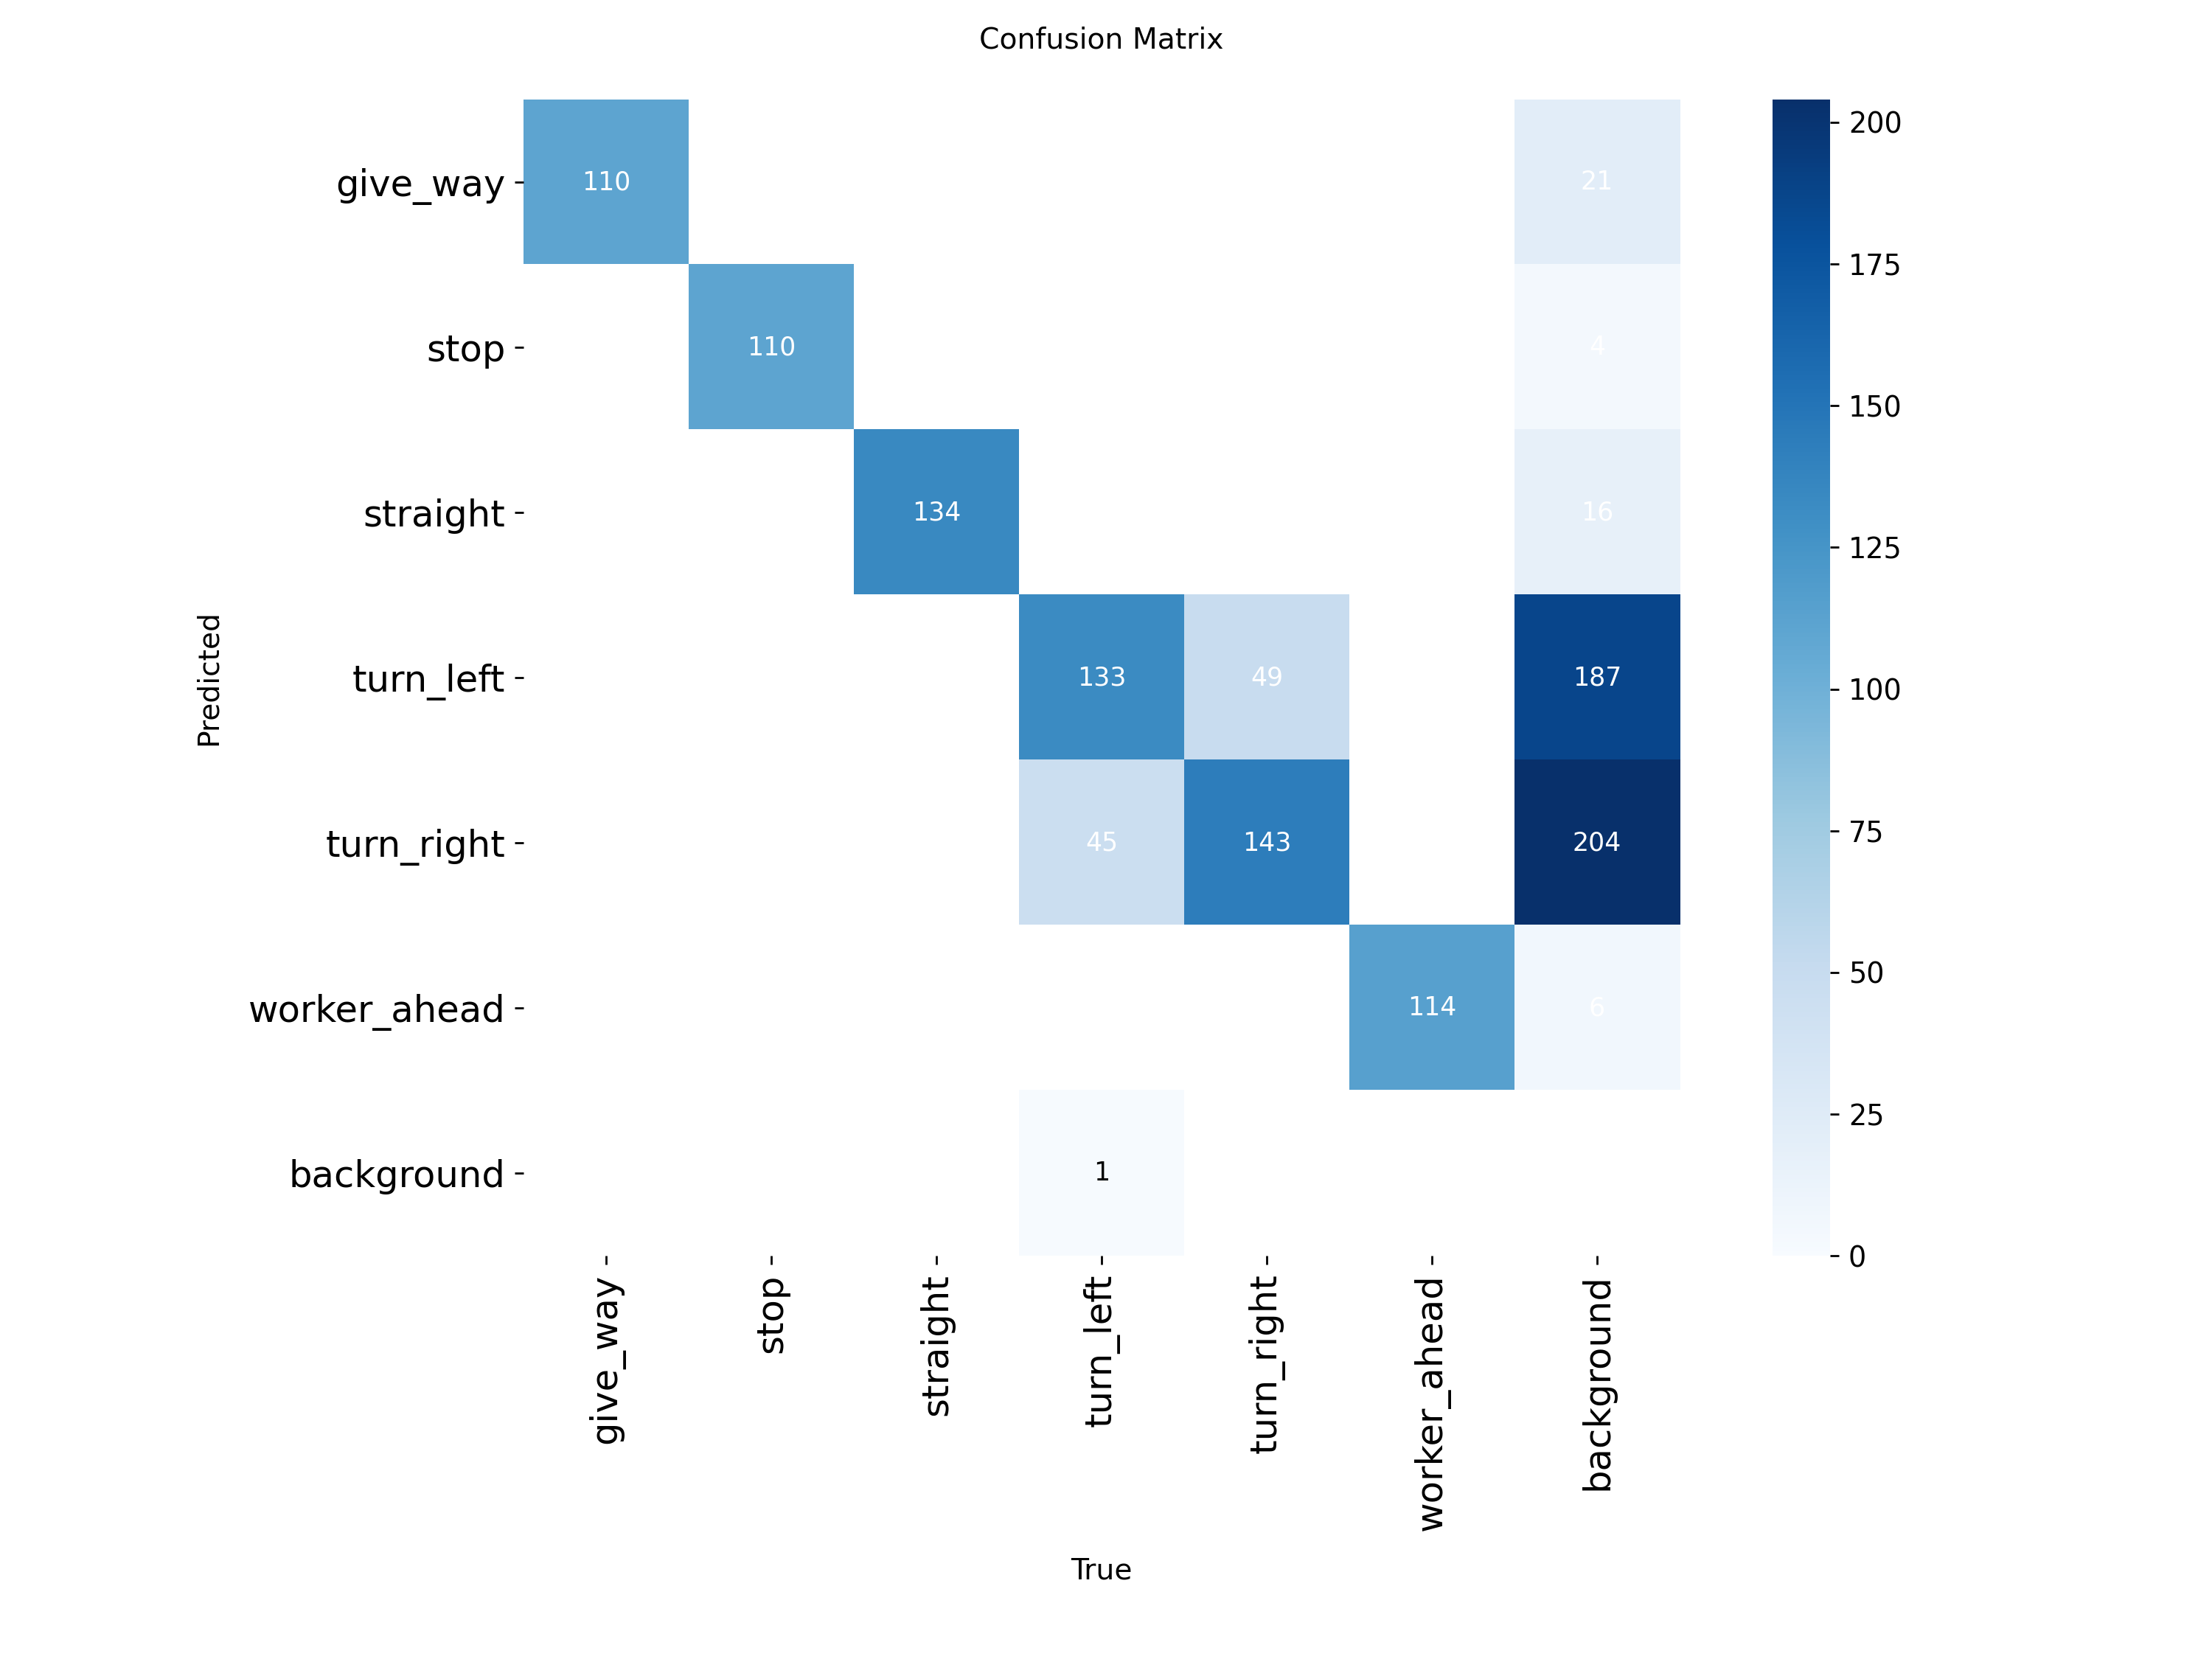 Confusion Matrix
give_way 110 21
stop 110 4
straight 134 16
turn_left 133 49 187
turn_right 45 143 204
worker_ahead 114 6
background 1
give_way
stop
straight
turn_left
turn_right
worker_ahead
background
Predicted
True
200
175
150
125
100
75
50
25
0